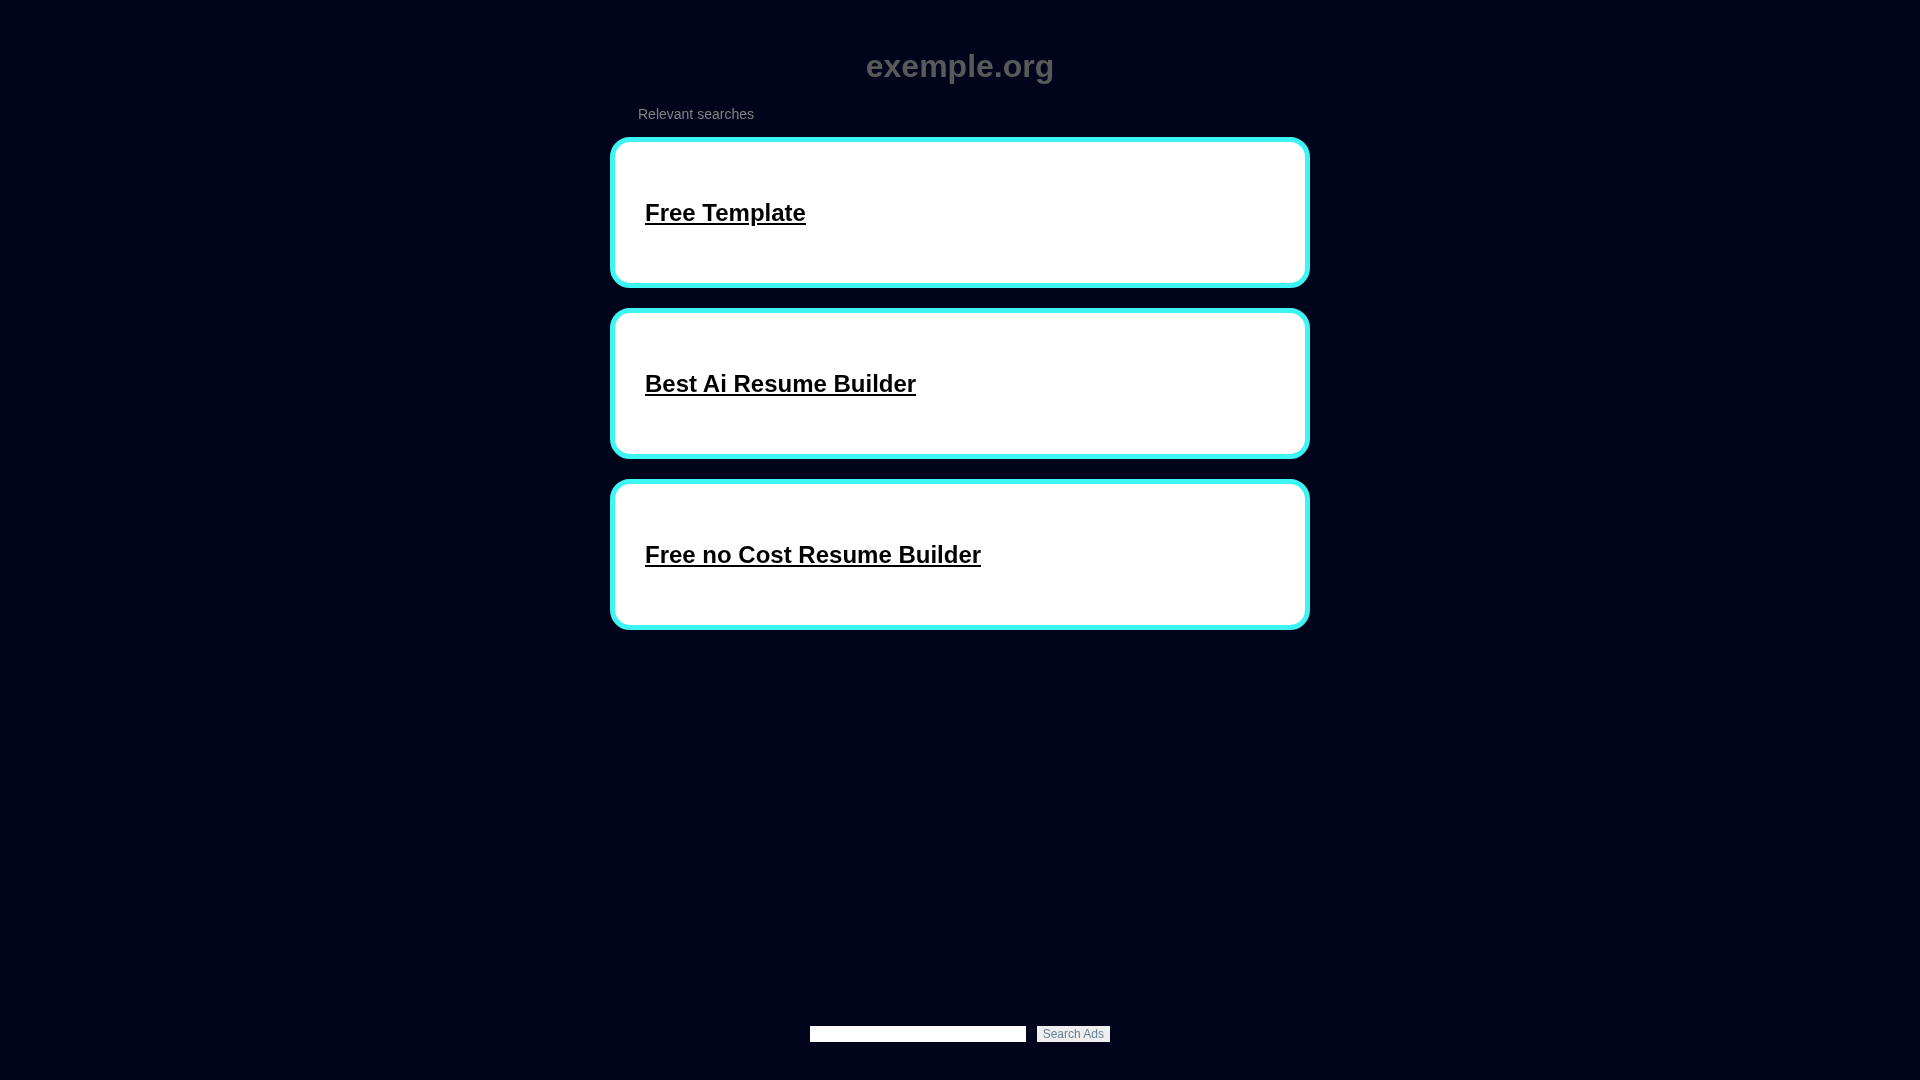 exemple.org
Relevant searches
Free Template
Best Ai Resume Builder
Free no Cost Resume Builder
Search Ads